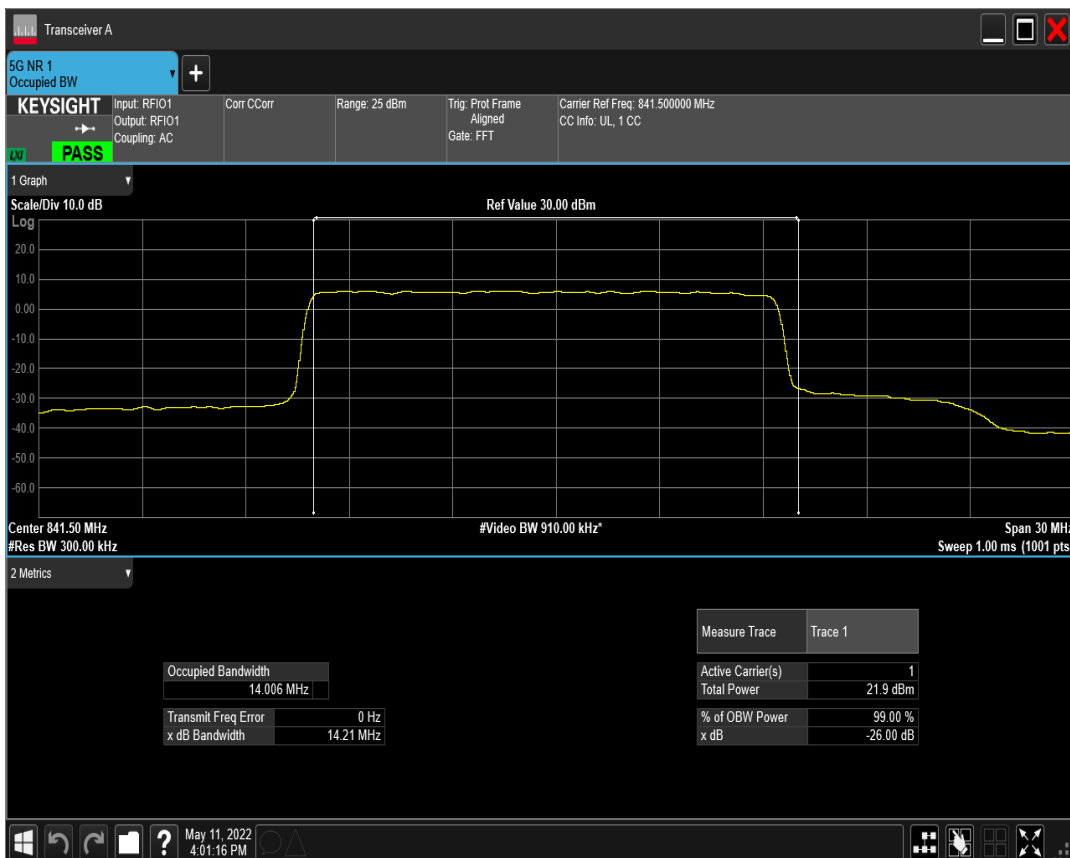 Transceiver A
5G NR 1
Occupied BW
KEYSIGHT
LXI
PASS
Input: RFIO1
Output: RFIO1
Coupling: AC
Corr CCorr
Range: 25 dBm
Trig: Prot Frame
Aligned
Gate: FFT
Carrier Ref Freq: 841.500000 MHz
CC Info: UL, 1 CC
1 Graph
Scale/Div 10.0 dB
Ref Value 30.00 dBm
Log
20.0
10.0
0.00
-10.0
-20.0
-30.0
-40.0
-50.0
-60.0
Center 841.50 MHz
#Video BW 910.00 kHz*
Span 30 MHz
#Res BW 300.00 kHz
Sweep 1.00 ms (1001 pts
2 Metrics
Measure Trace Trace 1
Occupied Bandwidth
14.006 MHz
Active Carrier(s) 1
Total Power 21.9 dBm
Transmit Freq Error 0 Hz
x dB Bandwidth 14.21 MHz
% of OBW Power 99.00 %
x dB -26.00 dB
?
May 11, 2022
4:01:16 PM